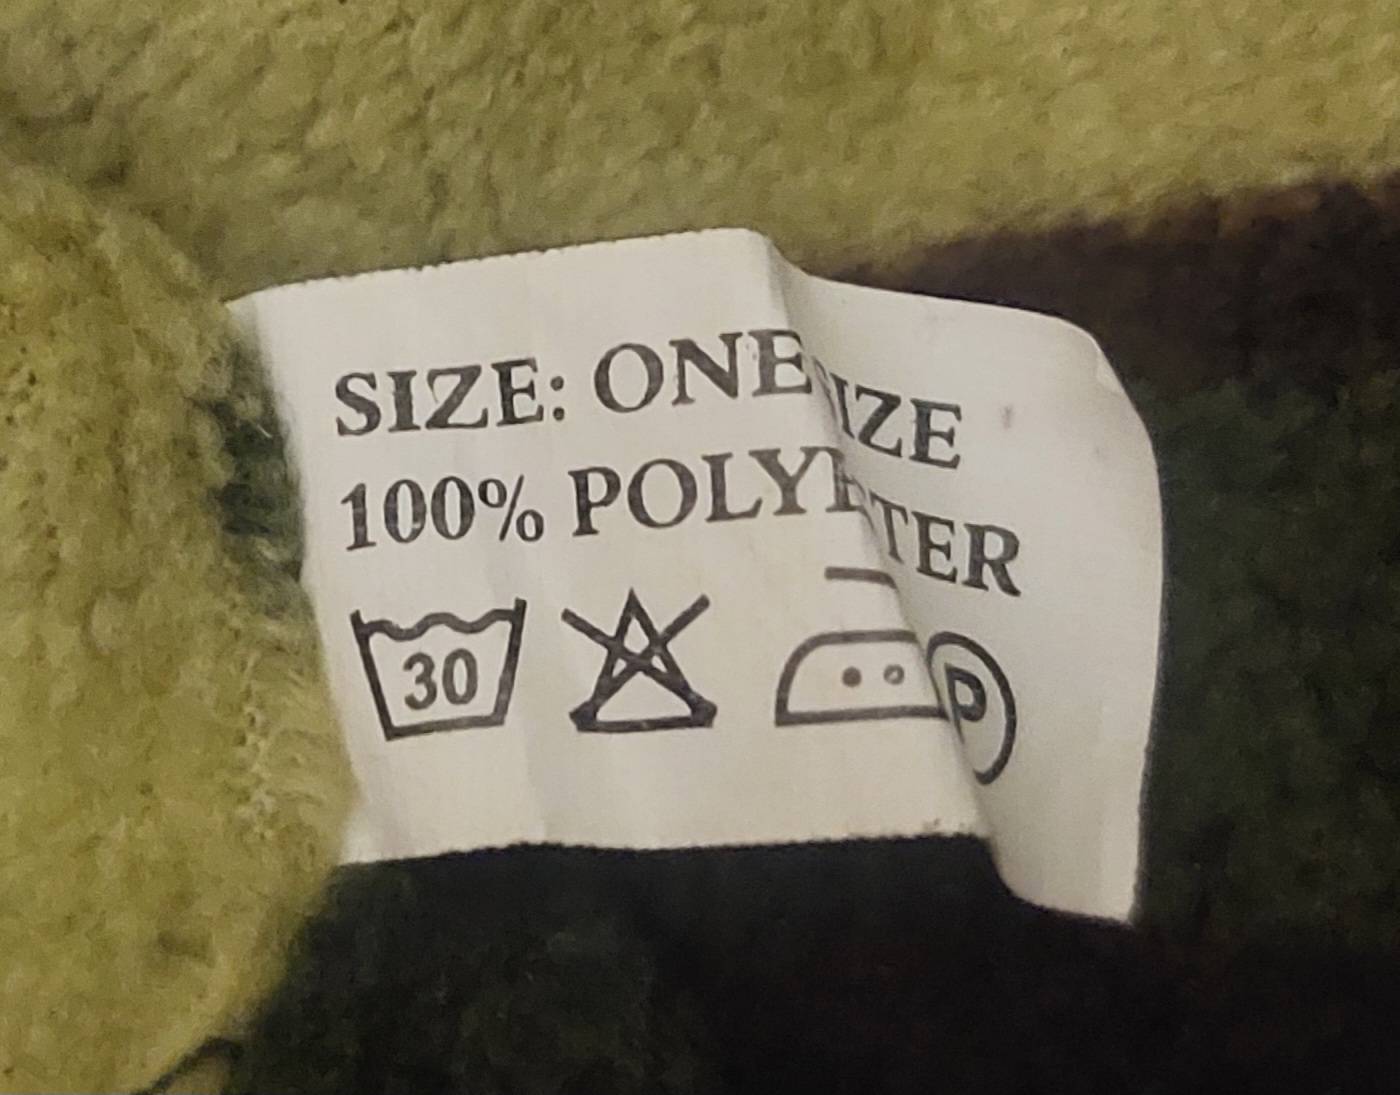 SIZE: ONE SIZE
100% POLYESTER
30 P